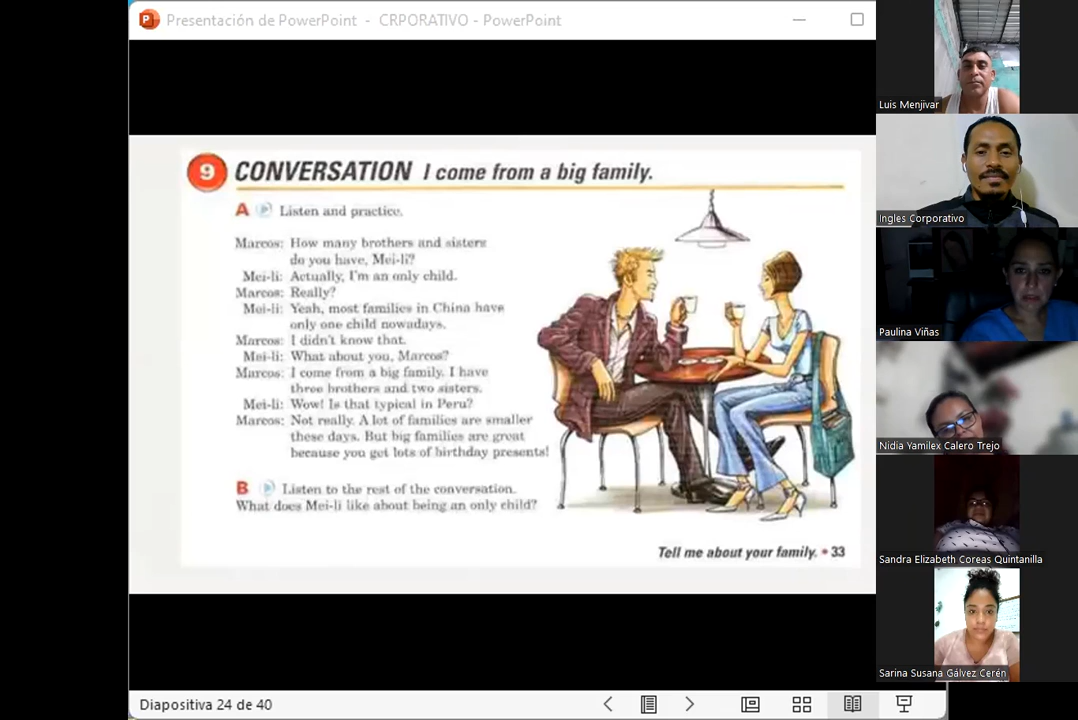 Presentación de PowerPoint - CRPORATIVO - PowerPoint
9 CONVERSATION I come from a big family.
A Listen and practice.
Marcos: How many brothers and sisters
do you have, Mei-li?
Mei-li: Actually, I'm an only child.
Marcos: Really?
Mei-li: Yeah, most families in China have
only one child nowadays.
Marcos: I didn't know that.
Mei-li: What about you, Marcos?
Marcos: I come from a big family. I have
three brothers and two sisters.
Mei-li: Wow! Is that typical in Peru?
Marcos: Not really. A lot of families are smaller
these days. But big families are great
because you get lots of birthday presents!
B Listen to the rest of the conversation.
What does Mei-li like about being an only child?
Tell me about your family. • 33
Diapositiva 24 de 40
Luis Menjivar
Ingles Corporativo
Paulina Viñas
Nidia Yamilex Calero Trejo
Sandra Elizabeth Coreas Quintanilla
Sarina Susana Gálvez Cerén